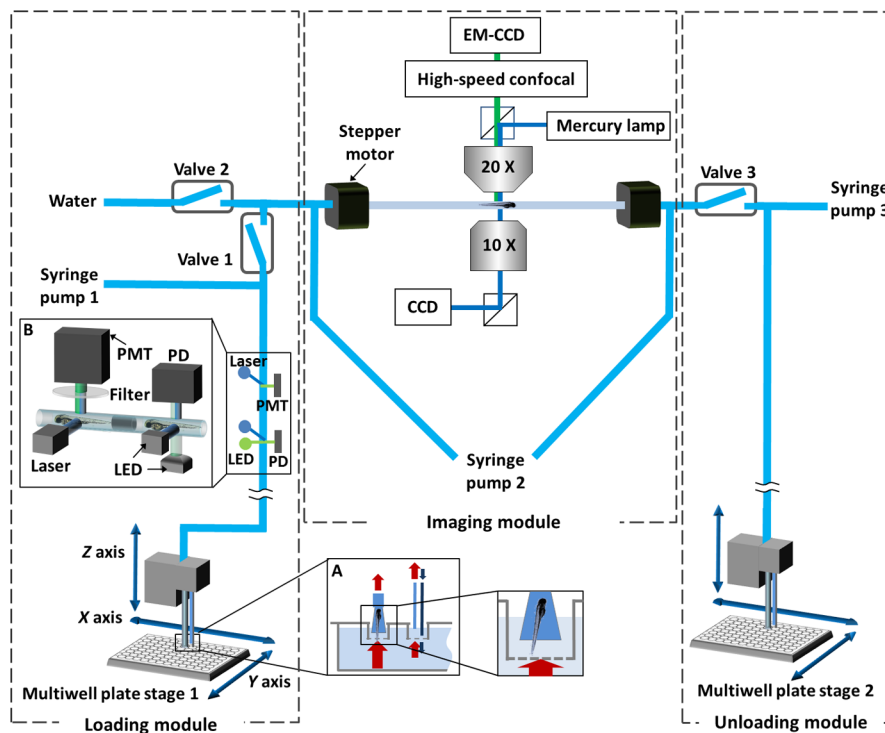 EM-CCD
High-speed confocal
Mercury lamp
Stepper
motor
20 X
Valve 2
Valve 3
Water
Syringe
pump 3
10 X
Valve 1
Syringe
pump 1
CCD
B
PMT
PD
Filter
Laser
LED
Laser
PMT
LED
PD
Syringe
pump 2
Imaging module
Z axis
X axis
Y axis
A
Multiwell plate stage 1
Loading module
Multiwell plate stage 2
Unloading module